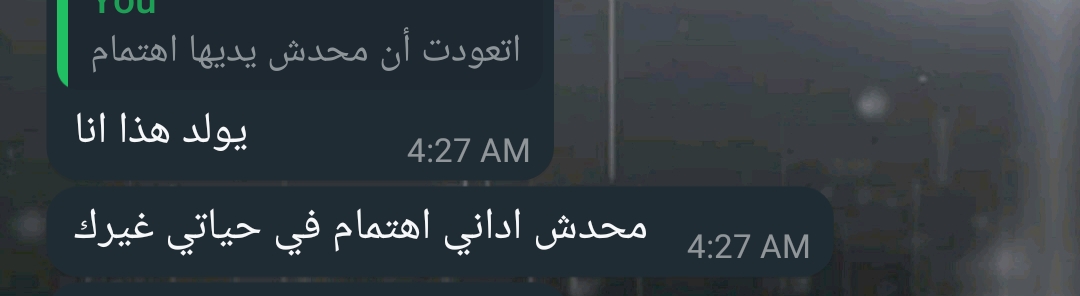 You
اتعودت أن محدش يديها اهتمام
يولد هذا انا
4:27 AM
محدش اداني اهتمام في حياتي غيرك
4:27 AM